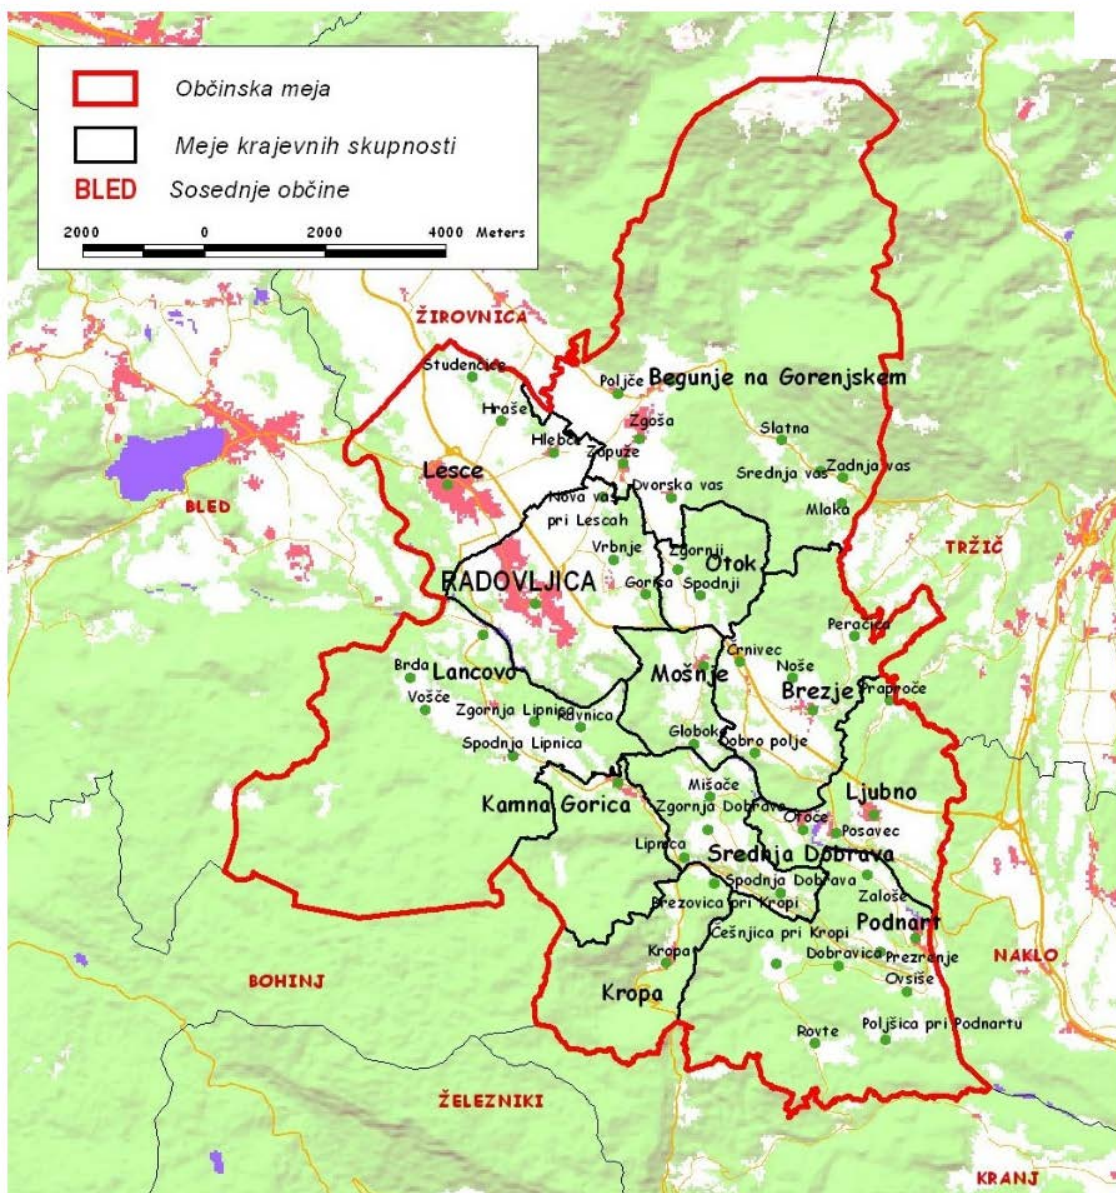 Občinska meja
Meje krajevnih skupnosti
BLED Sosednje občine
2000 0 2000 4000 Meters
ŽIROVNICA
Studenčice
Poljče
Begunje na Gorenjskem
Hraše
Zgoša
Slatna
Hlebce
Zapuže
Lesce
Srednja vas
Zadnja vas
Dvorska vas
Nova vas
pri Lescah
BLED
Mlaka
TRŽIČ
Vrbnje
Zgornji
Otok
RADOVLJICA
Gorica
Spodnji
Peračica
Črnivec
Brda
Lancovo
Mošnje
Noše
Vošče
Brezje
Praproče
Zgornja Lipnica
Ravnica
Spodnja Lipnica
Globoko
Dobro polje
Mišače
Kamna Gorica
Zgornja Dobrava
Ljubno
Otoče
Posavec
Lipnica
Srednja Dobrava
Spodnja Dobrava
Zaloše
Brezovica pri Kropi
Podnart
Češnjica pri Kropi
Kropa
Dobravica
Prezrenje
NAKLO
BOHINJ
Ovsiše
Kropa
Rovte
Poljšica pri Podnartu
ŽELEZNIKI
KRANJ